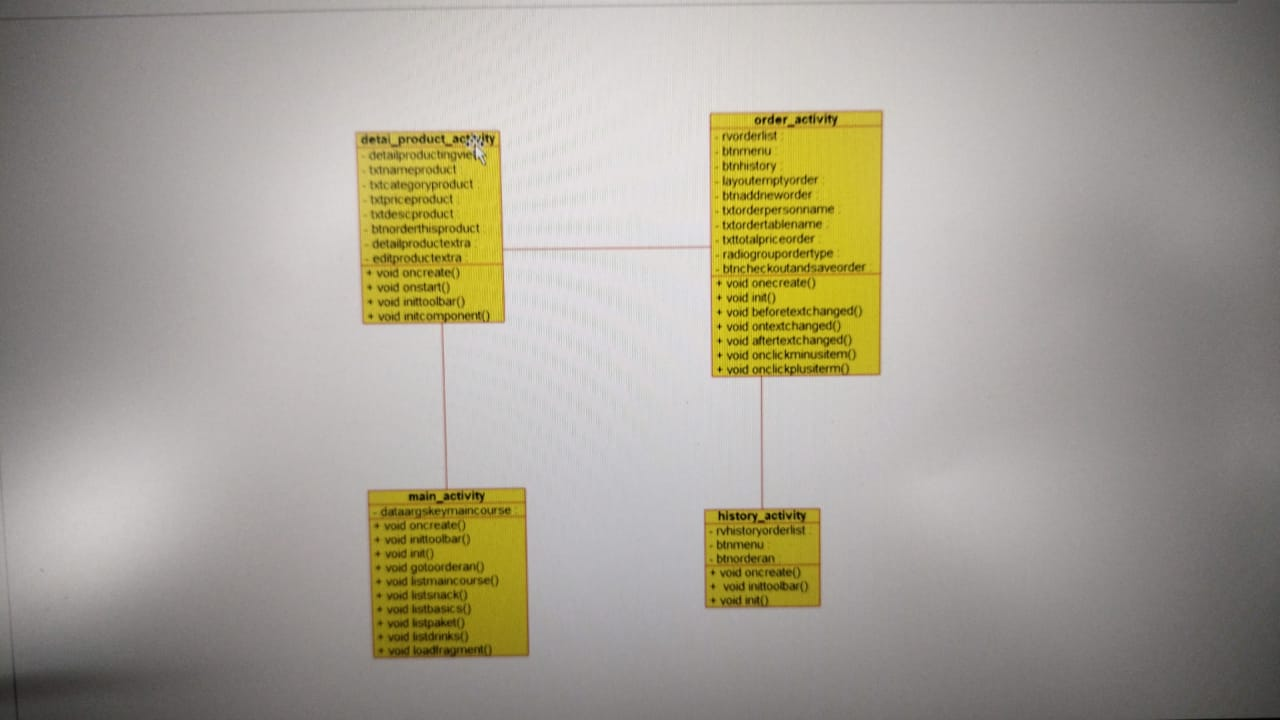 detai_product_activity
- detailproductingvie
- txtnameproduct
- txtcategoryproduct
- txtpriceproduct :
- txtdescproduct
- btnorderthisproduct
- detailproductextra :
- editproductextra :
+ void oncreate()
+ void onstart()
+ void inittoolbar()
+ void initcomponent()
order_activity
- rvorderlist :
- btnmenu :
- btnhistory :
- layoutemptyorder :
- btnaddneworder :
- txtorderpersonname :
- txtordertablename :
- txttotalpriceorder :
- radiogroupordertype :
- btncheckoutandsaveorder :
+ void onecreate()
+ void init()
+ void beforetextchanged()
+ void ontextchanged()
+ void aftertextchanged()
+ void onclickminusitem()
+ void onclickplusiterm()
main_activity
- dataargskeymaincourse :
+ void oncreate()
+ void inittoolbar()
+ void init()
+ void gotoorderan()
+ void listmaincourse()
+ void listsnack()
+ void listbasics()
+ void listpaket()
+ void listdrinks()
+ void loadfragment()
history_activity
- rvhistoryorderlist :
- btnmenu :
- btnorderan :
+ void oncreate()
+ void inittoolbar()
+ void init()